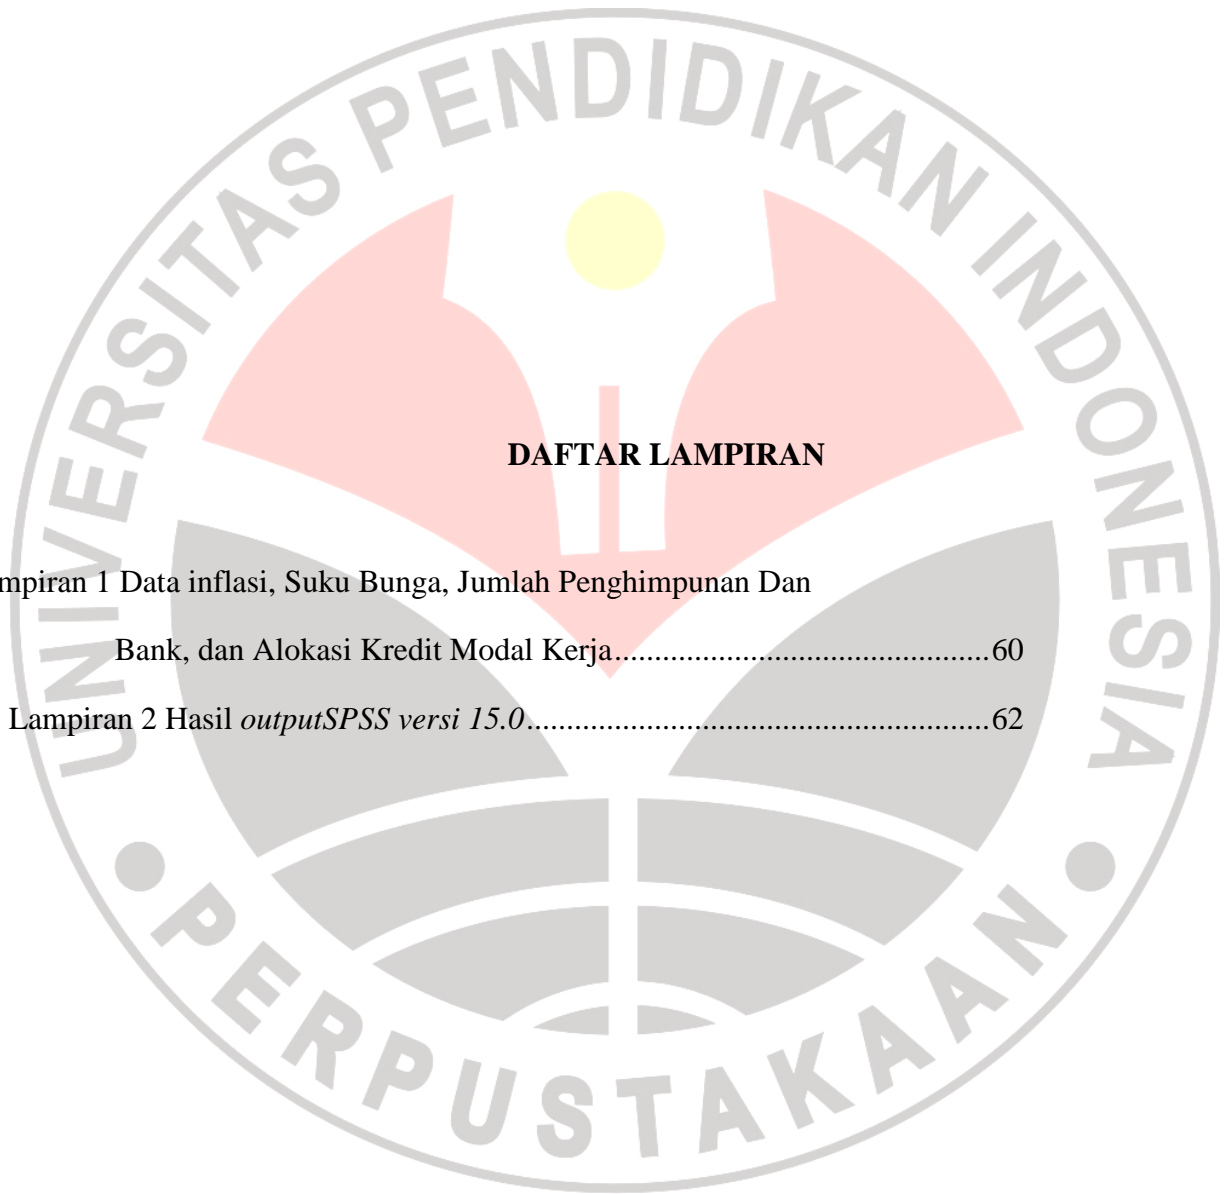 UNIVERSITAS PENDIDIKAN INDONESIA
DAFTAR LAMPIRAN
mpiran 1 Data inflasi, Suku Bunga, Jumlah Penghimpunan Dan
Bank, dan Alokasi Kredit Modal Kerja...............................................60
Lampiran 2 Hasil outputSPSS versi 15.0..........................................................62
PERPUSTAKAAN